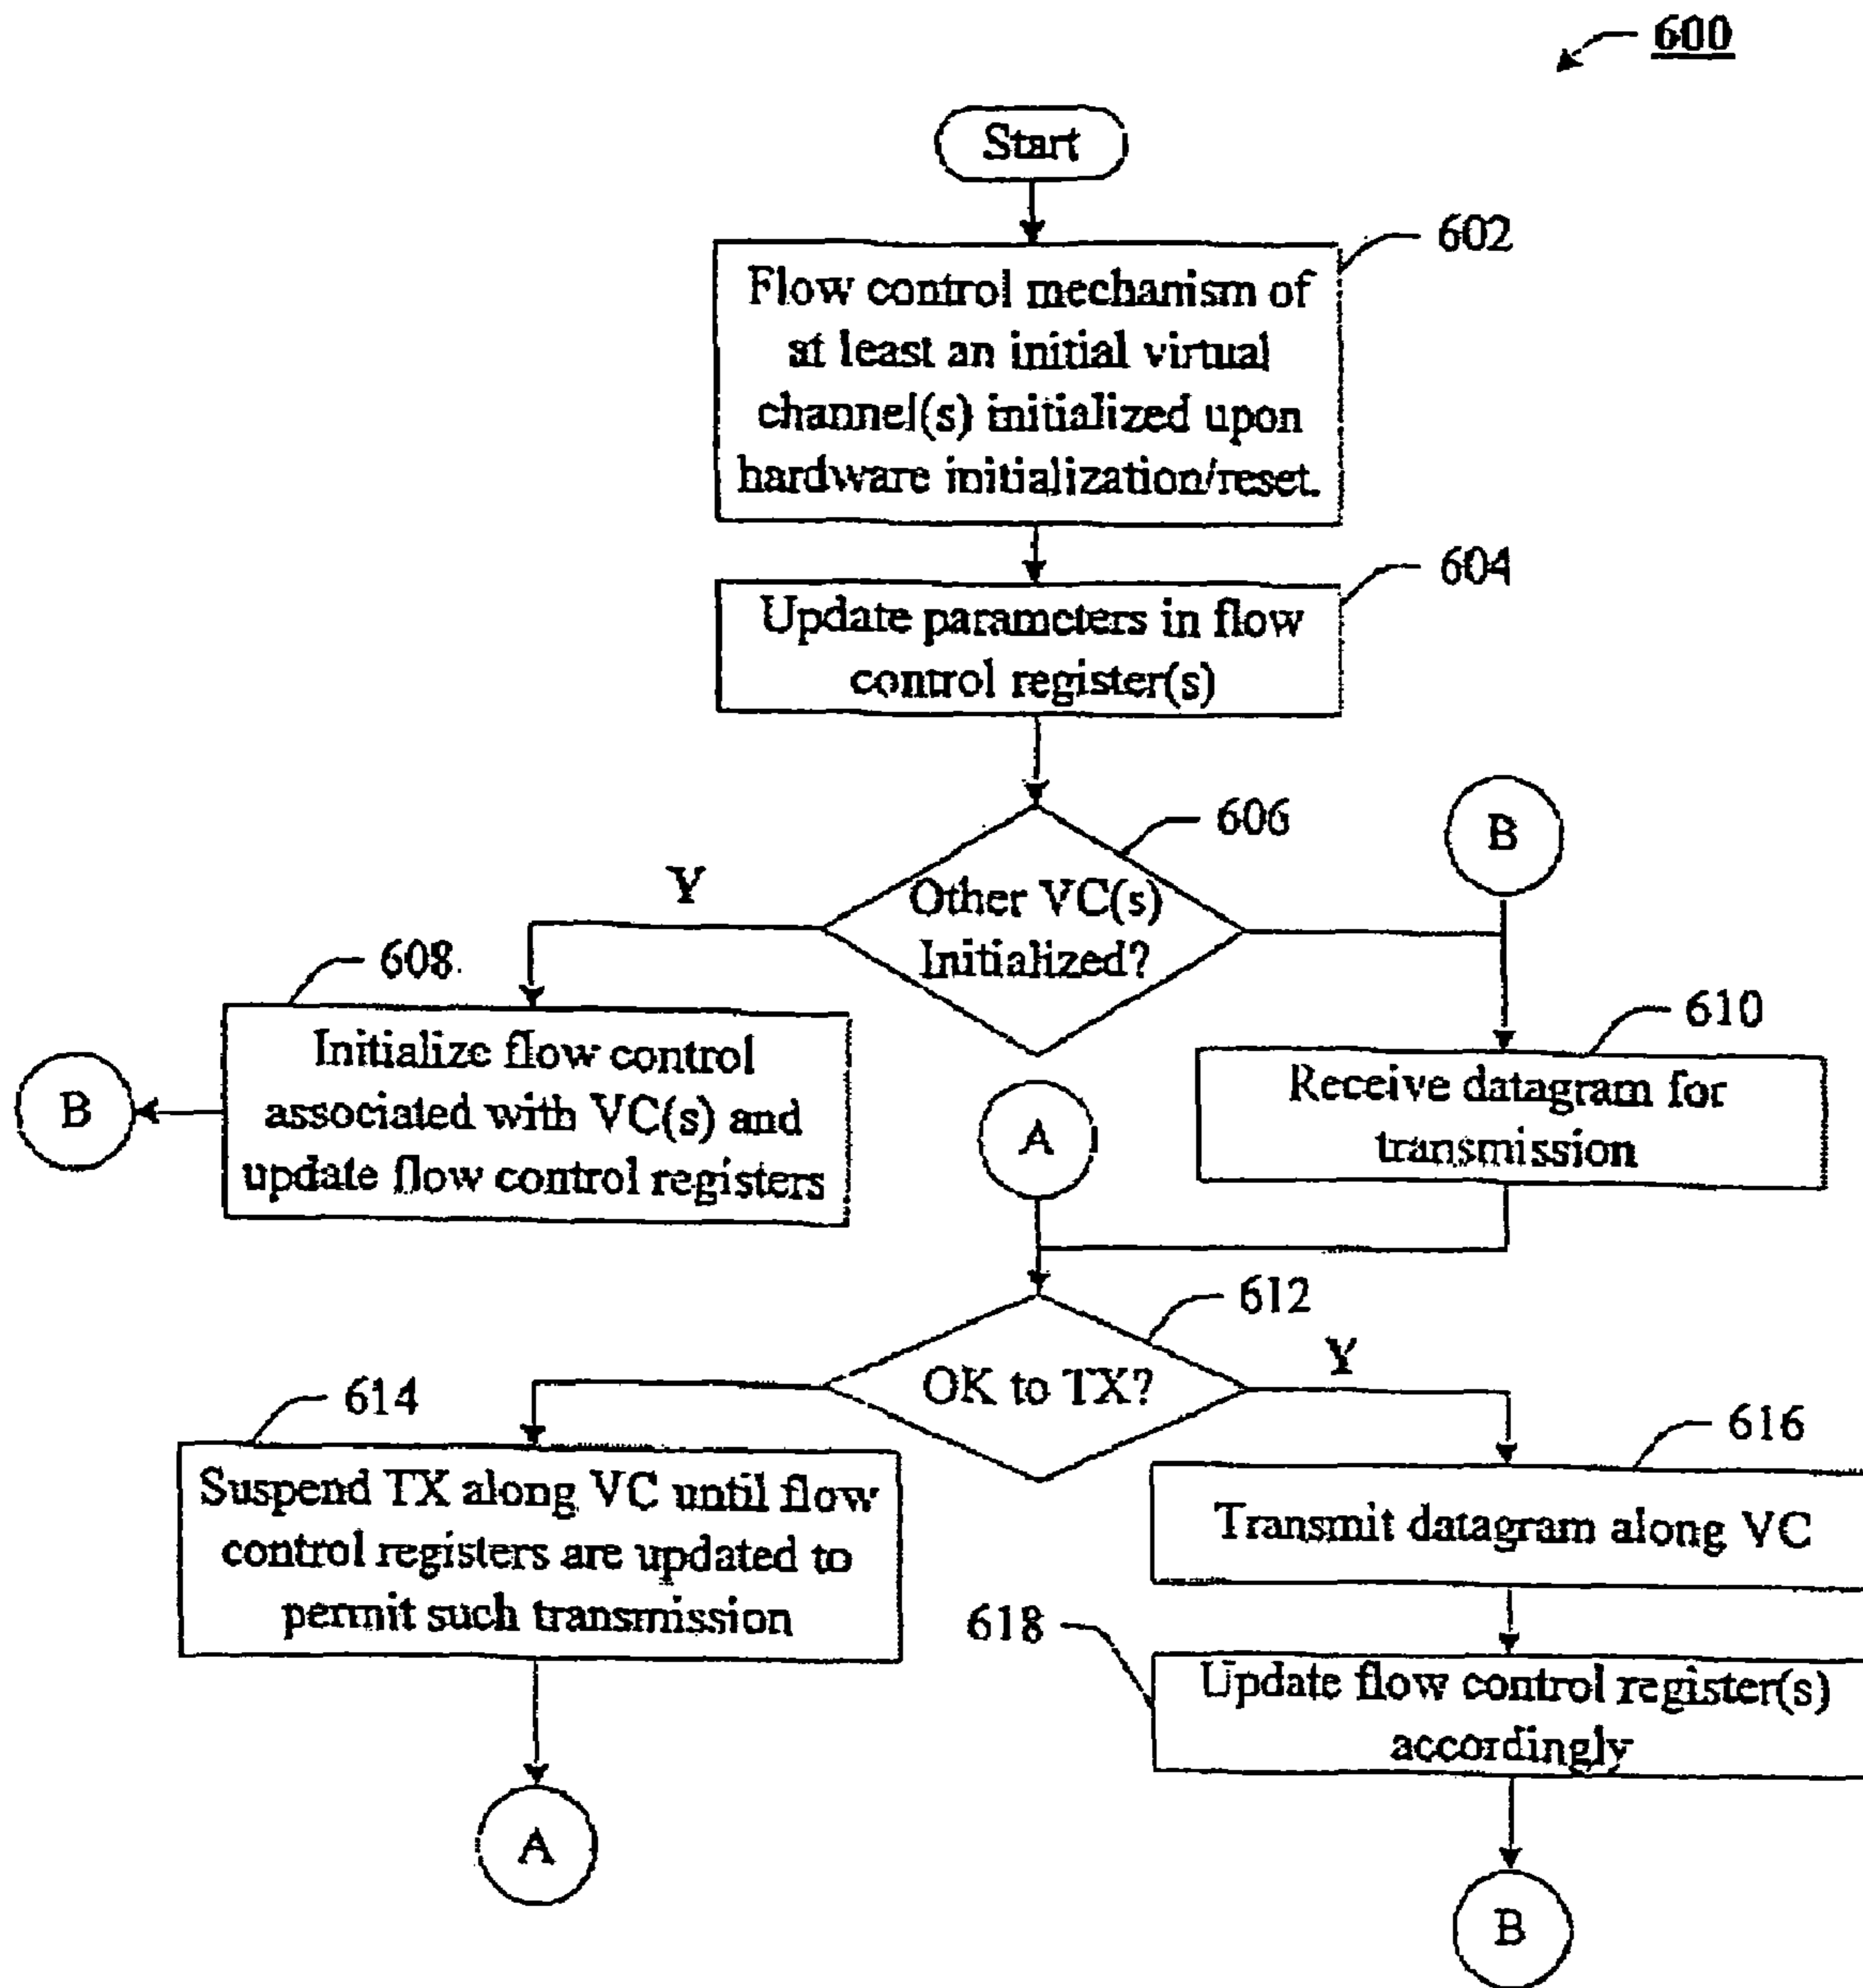 600
Start
602
Flow control mechanism of
at least an initial virtual
channel(s) initialized upon
hardware initialization/reset.
604
Update parameters in flow
control register(s)
606
B
Y
Other VC(s)
Initialized?
608.
610
Initialize flow control
associated with VC(s) and
update flow control registers
B
A
Receive datagram for
transmission
612
OK to TX?
Y
614
616
Suspend TX along VC until flow
control registers are updated to
permit such transmission
Transmit datagram along VC
618
Update flow control register(s)
accordingly
A
B